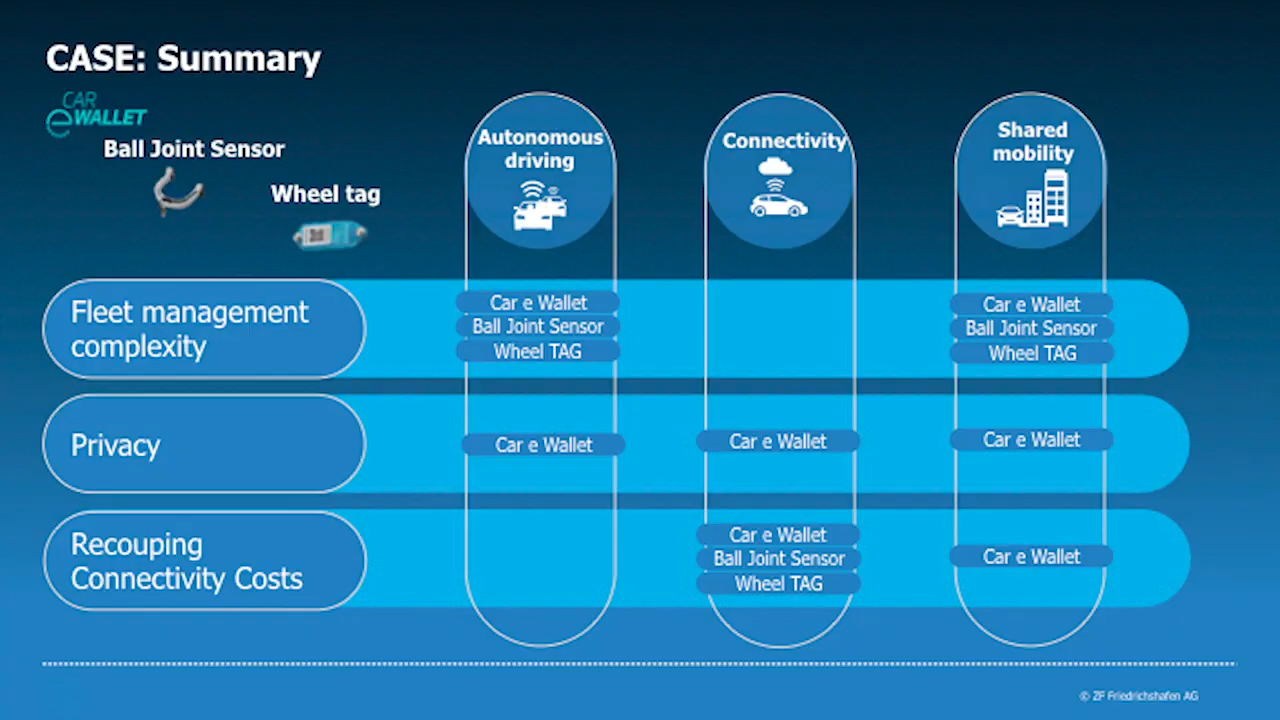 CASE: Summary
CAR
eWALLET
Ball Joint Sensor
Wheel tag
Autonomous
driving
Connectivity
Shared
mobility
Fleet management
complexity
Car e Wallet
Ball Joint Sensor
Wheel TAG
Car e Wallet
Ball Joint Sensor
Wheel TAG
Privacy
Car e Wallet
Car e Wallet
Car e Wallet
Recouping
Connectivity Costs
Car e Wallet
Ball Joint Sensor
Wheel TAG
Car e Wallet
© ZF Friedrichshafen AG